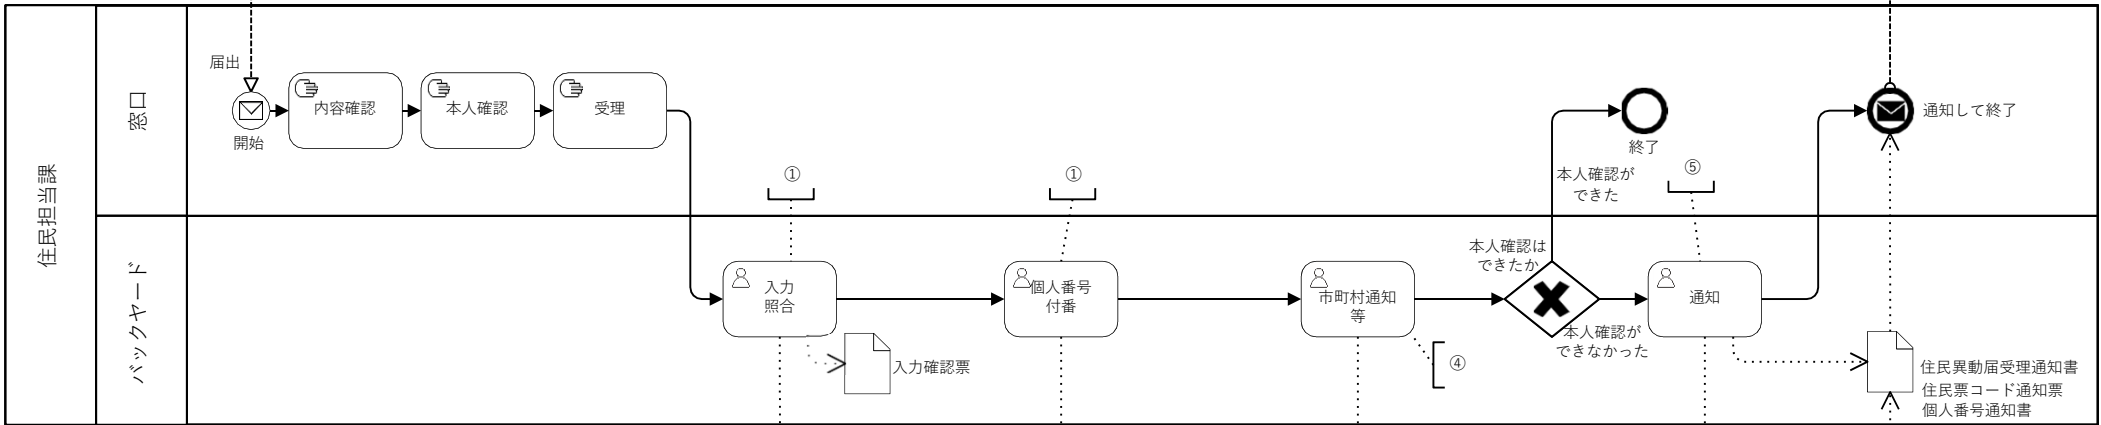 住民担当課
窓口
バックヤード
届出
開始
内容確認
本人確認
受理
①
①
終了
本人確認が
できた
⑤
通知して終了
入力
照合
入力確認票
個人番号
付番
市町村通知
等
④
本人確認は
できたか
本人確認が
できなかった
通知
住民異動届受理通知書
住民票コード通知票
個人番号通知書